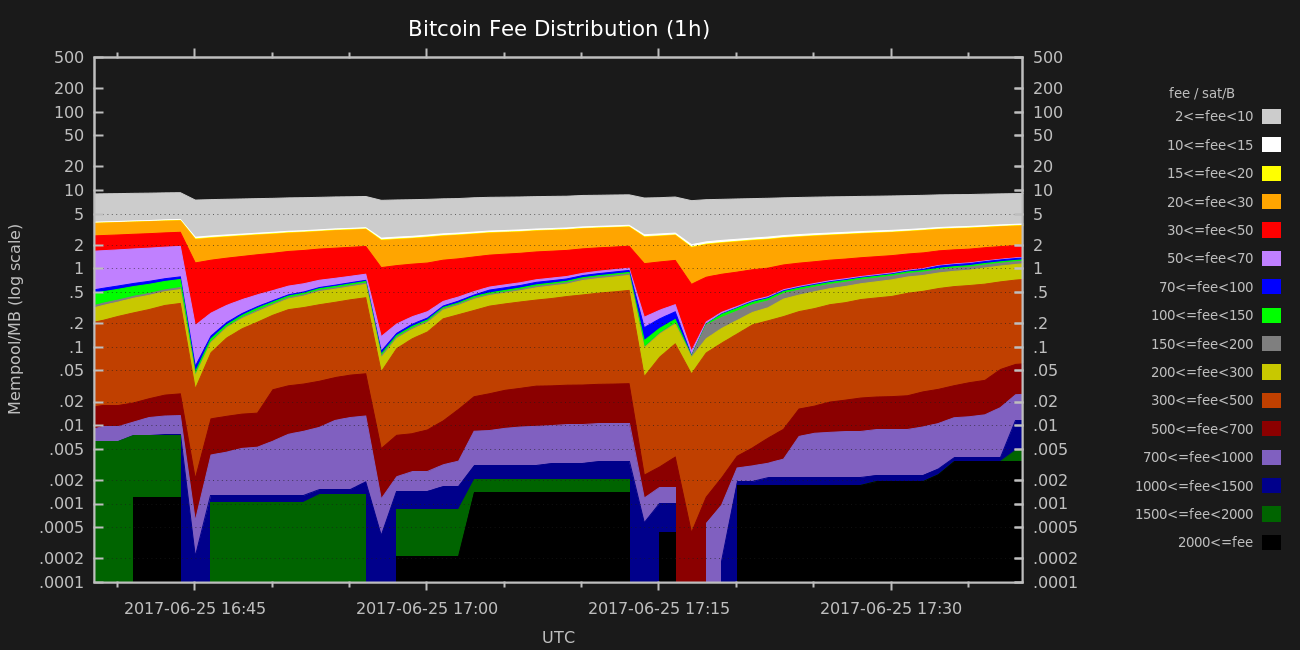 Bitcoin Fee Distribution (1h)
500 500
200 200
100 100
50 50
20 20
10 10
5 5
2 2
1 1
.5 .5
.2 .2
.1 .1
.05 .05
.02 .02
.01 .01
.005 .005
.002 .002
.001 .001
.0005 .0005
.0002 .0002
.0001 .0001
Mempool/MB (log scale)
2017-06-25 16:45 2017-06-25 17:00 2017-06-25 17:15 2017-06-25 17:30
UTC
fee / sat/B
2<=fee<10
10<=fee<15
15<=fee<20
20<=fee<30
30<=fee<50
50<=fee<70
70<=fee<100
100<=fee<150
150<=fee<200
200<=fee<300
300<=fee<500
500<=fee<700
700<=fee<1000
1000<=fee<1500
1500<=fee<2000
2000<=fee